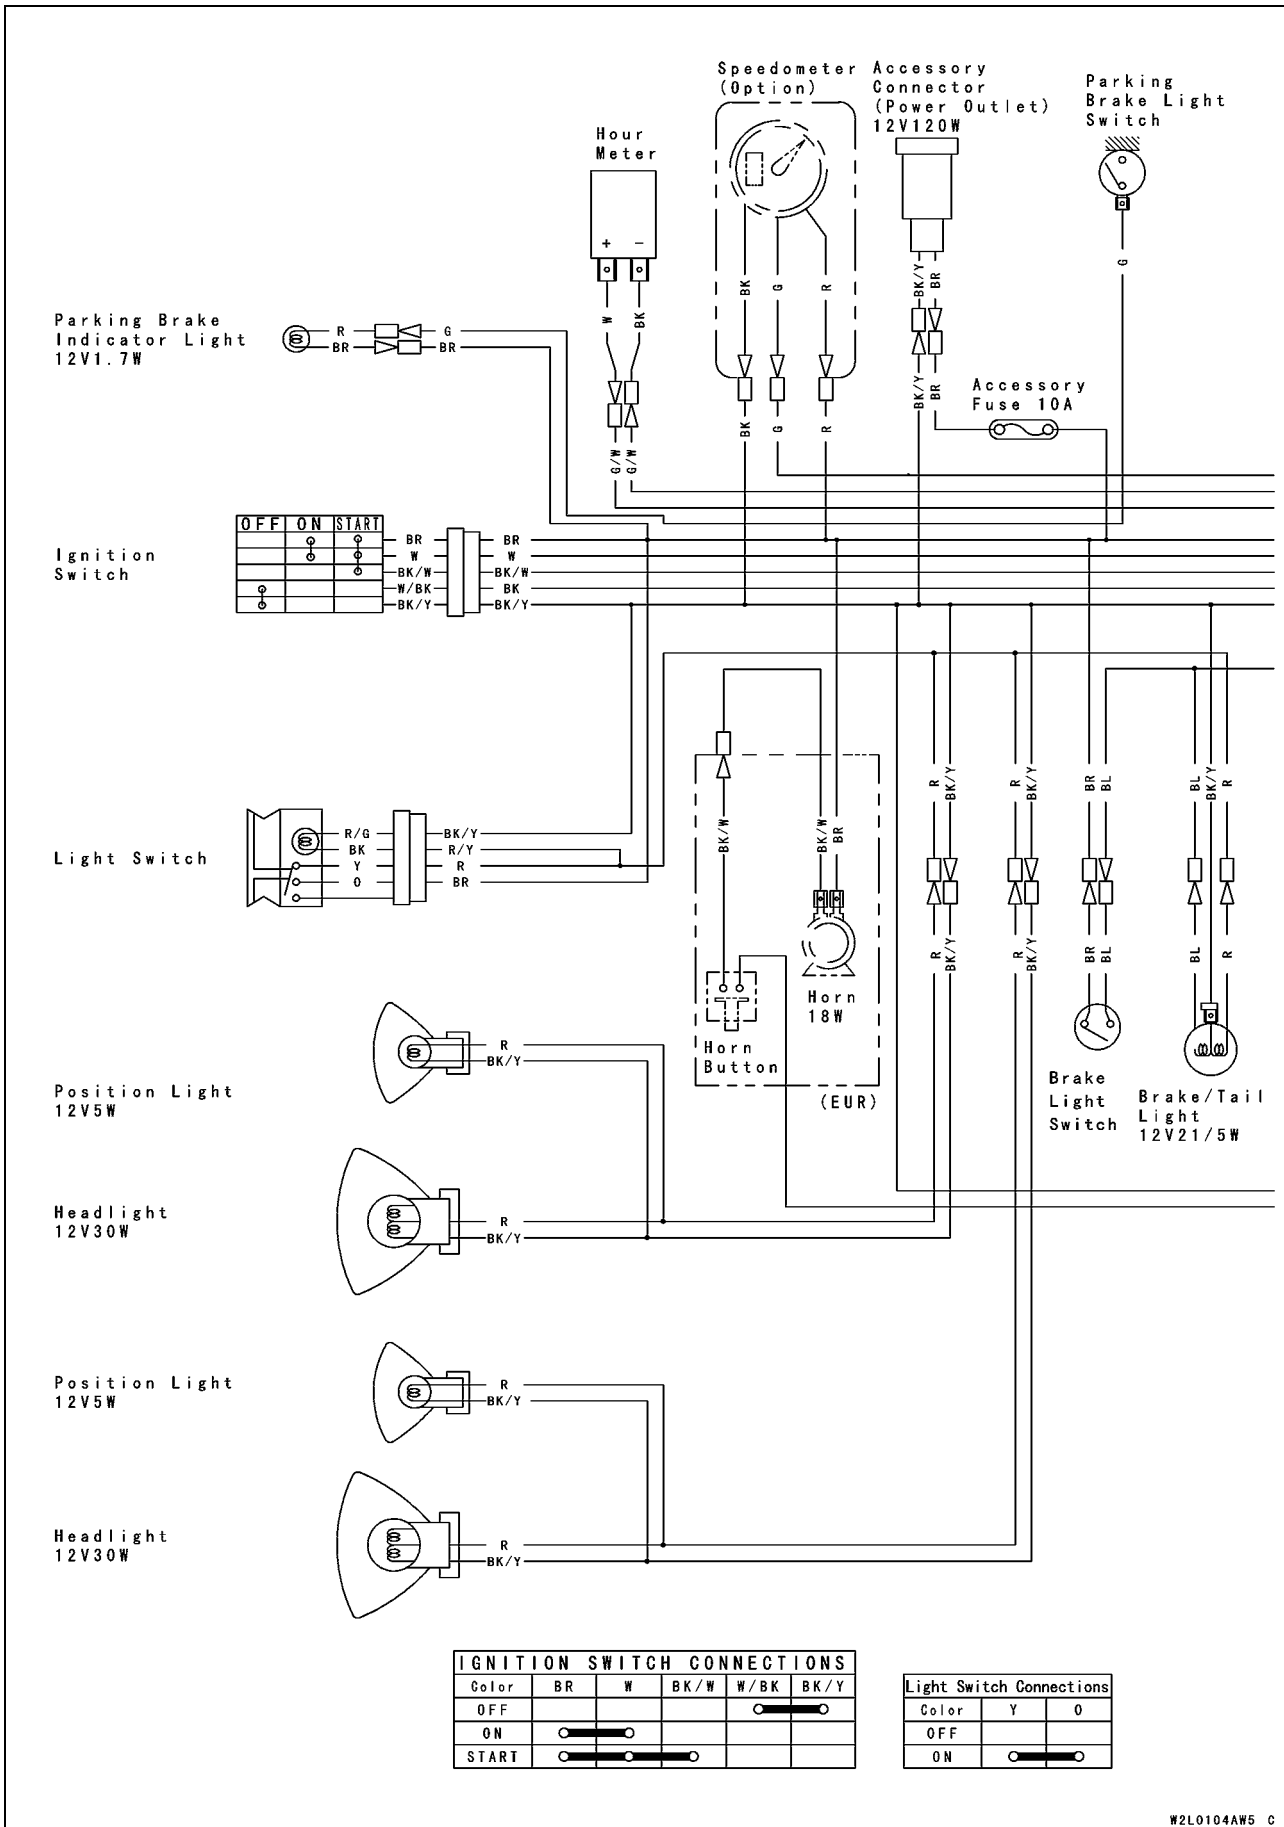 Speedometer
(Option)
Accessory
Connector
(Power Outlet)
12V120W
Parking
Brake Light
Switch
Hour
Meter
+ -
G
BK/Y
BR
BK
G
R
W
BK
Parking Brake
Indicator Light
12V1.7W
R G
BR BR
BK/Y
BR
Accessory
Fuse 10A
BK
G
R
G/W
G/W
OFF ON START
Ignition
Switch
BR BR
W W
BK/W BK/W
W/BK BK
BK/Y BK/Y
R
BK/Y
R
BK/Y
BR
BL
BL
BK/Y
R
BK/W
BK/W
BR
Light Switch
R/G BK/Y
BK R/Y
Y R
O BR
R
BK/Y
R
BK/Y
BR
BL
BL
R
Horn
18W
Horn
Button
(EUR)
Brake
Light
Switch
Brake/Tail
Light
12V21/5W
Position Light
12V5W
R
BK/Y
Headlight
12V30W
R
BK/Y
Position Light
12V5W
R
BK/Y
Headlight
12V30W
R
BK/Y
IGNITION SWITCH CONNECTIONS
Color BR W BK/W W/BK BK/Y
OFF
ON
START
Light Switch Connections
Color Y O
OFF
ON
W2L0104AW5 C